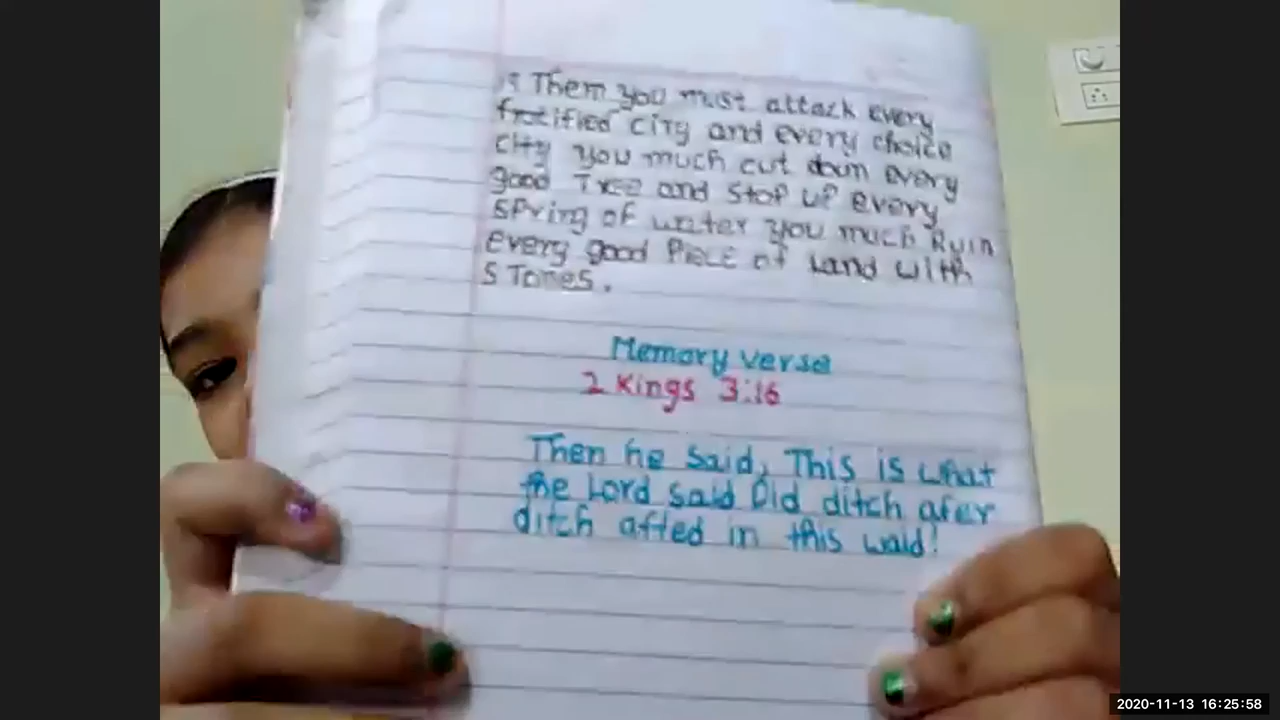 19 Them you must attack every
frotified city and every choice
city you much cut down every
good Tree and Stop up every
Spring of water you much Ruin
every good Piece of Land with
STones.
Memory verse
2 Kings 3:16
Then he Said, This is what
the Lord said Did ditch after
ditch afted in this wald!
2020-11-13 16:25:58